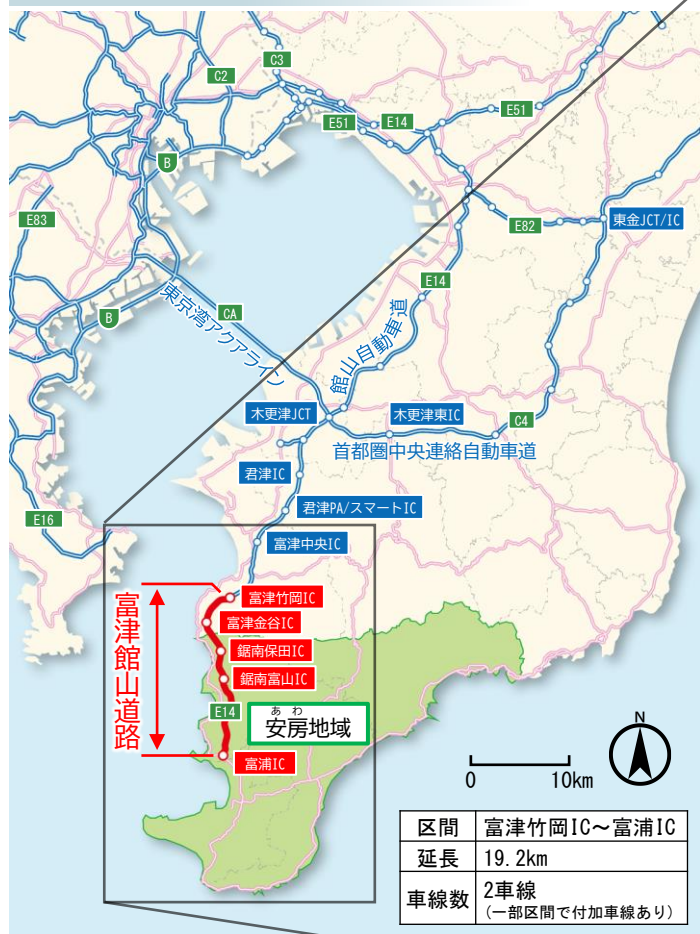 C3
C2
E51
E14
E51
B
E83
E82
東金JCT/IC
E14
CA
B
東京湾アクアライン
館山自動車道
木更津JCT
木更津東IC
C4
首都圏中央連絡自動車道
君津IC
君津PA/スマートIC
E16
富津中央IC
富津竹岡IC
富津館山道路
富津金谷IC
鋸南保田IC
鋸南富山IC
E14
あわ
安房地域
富浦IC
N
0 10km
区間 富津竹岡IC～富浦IC
延長 19.2km
車線数 2車線
(一部区間で付加車線あり)